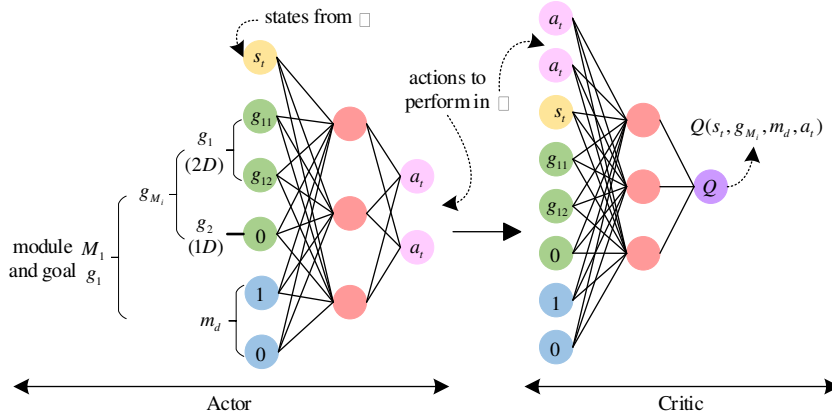 states from □
s_t
g_11
g_12
0
1
0
g_1
(2D)
g_2
(1D)
g_{M_i}
m_d
module M_1
and goal g_1
a_t
a_t
actions to
perform in □
a_t
a_t
s_t
g_11
g_12
0
1
0
Q
Q(s_t, g_{M_i}, m_d, a_t)
Actor
Critic